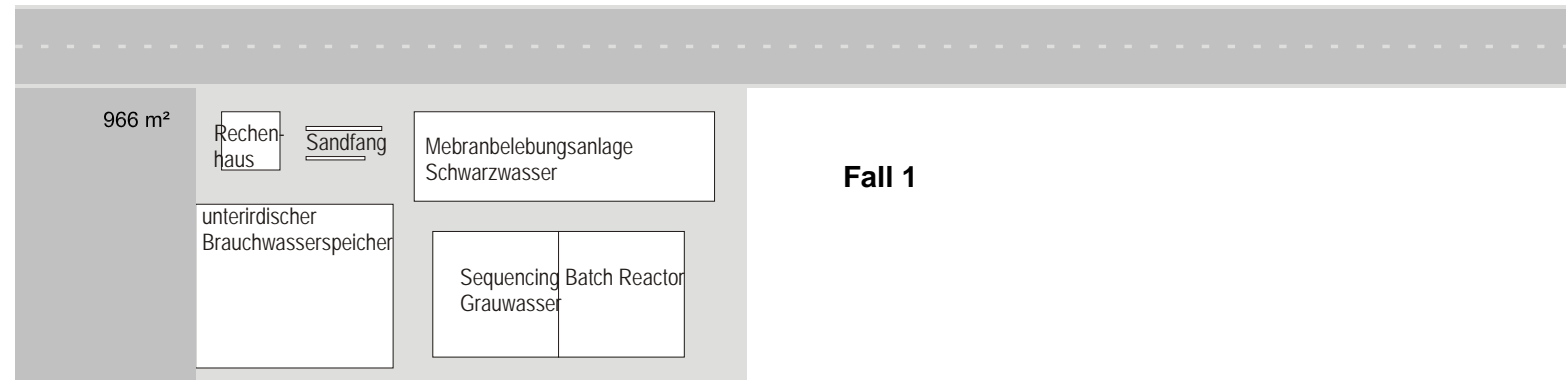 966 m²
Rechen-
haus
Sandfang
Mebranbelebungsanlage
Schwarzwasser
Fall 1
unterirdischer
Brauchwasserspeicher
Sequencing Batch Reactor
Grauwasser